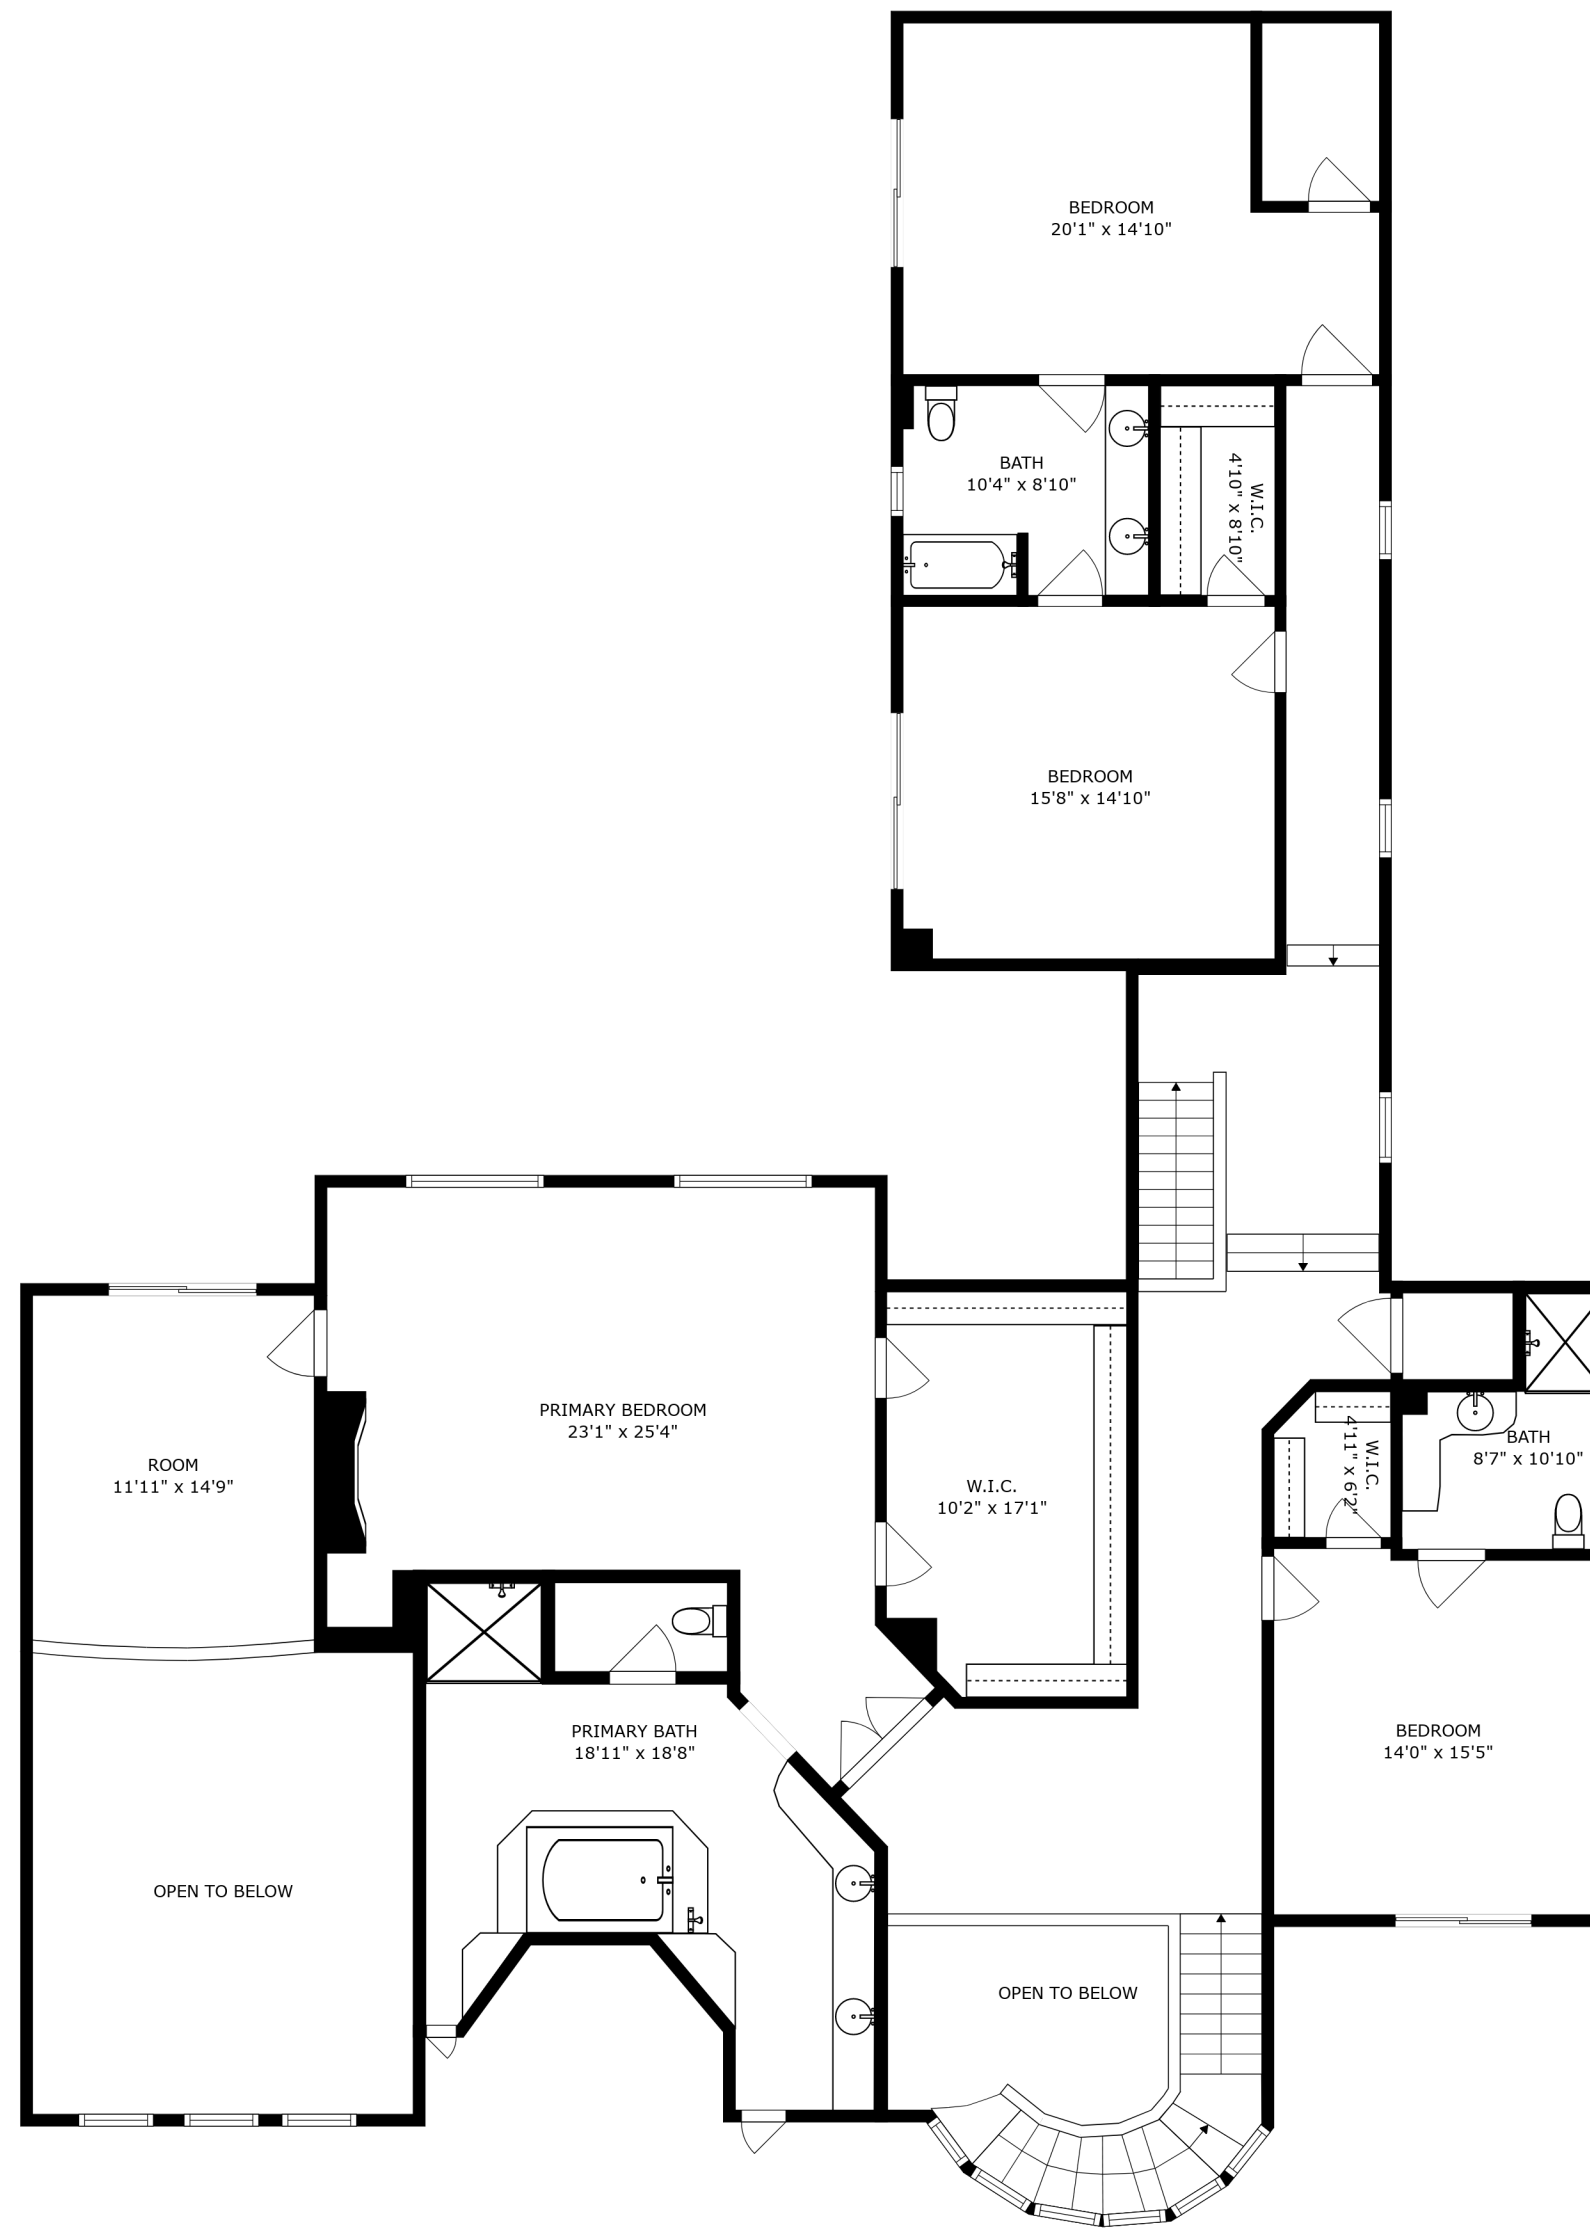 BEDROOM
20'1" x 14'10"
BATH
10'4" x 8'10"
W.I.C.
4'10" x 8'10"
BEDROOM
15'8" x 14'10"
PRIMARY BEDROOM
23'1" x 25'4"
ROOM
11'11" x 14'9"
W.I.C.
10'2" x 17'1"
W.I.C.
4'11" x 6'2"
BATH
8'7" x 10'10"
PRIMARY BATH
18'11" x 18'8"
BEDROOM
14'0" x 15'5"
OPEN TO BELOW
OPEN TO BELOW